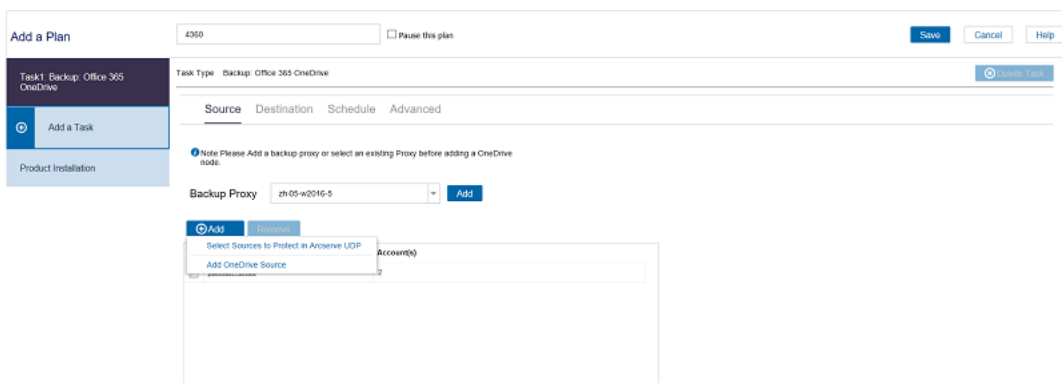 Add a Plan
4360
Pause this plan
Save
Cancel
Help
Task1: Backup: Office 365
OneDrive
Task Type Backup: Office 365 OneDrive
Delete Task
Add a Task
Product Installation
Source Destination Schedule Advanced
Note:Please Add a backup proxy or select an existing Proxy before adding a OneDrive
node.
Backup Proxy zh-05-w2016-5 Add
Add Remove
Select Sources to Protect in Arcserve UDP
Add OneDrive Source
Account(s)
2